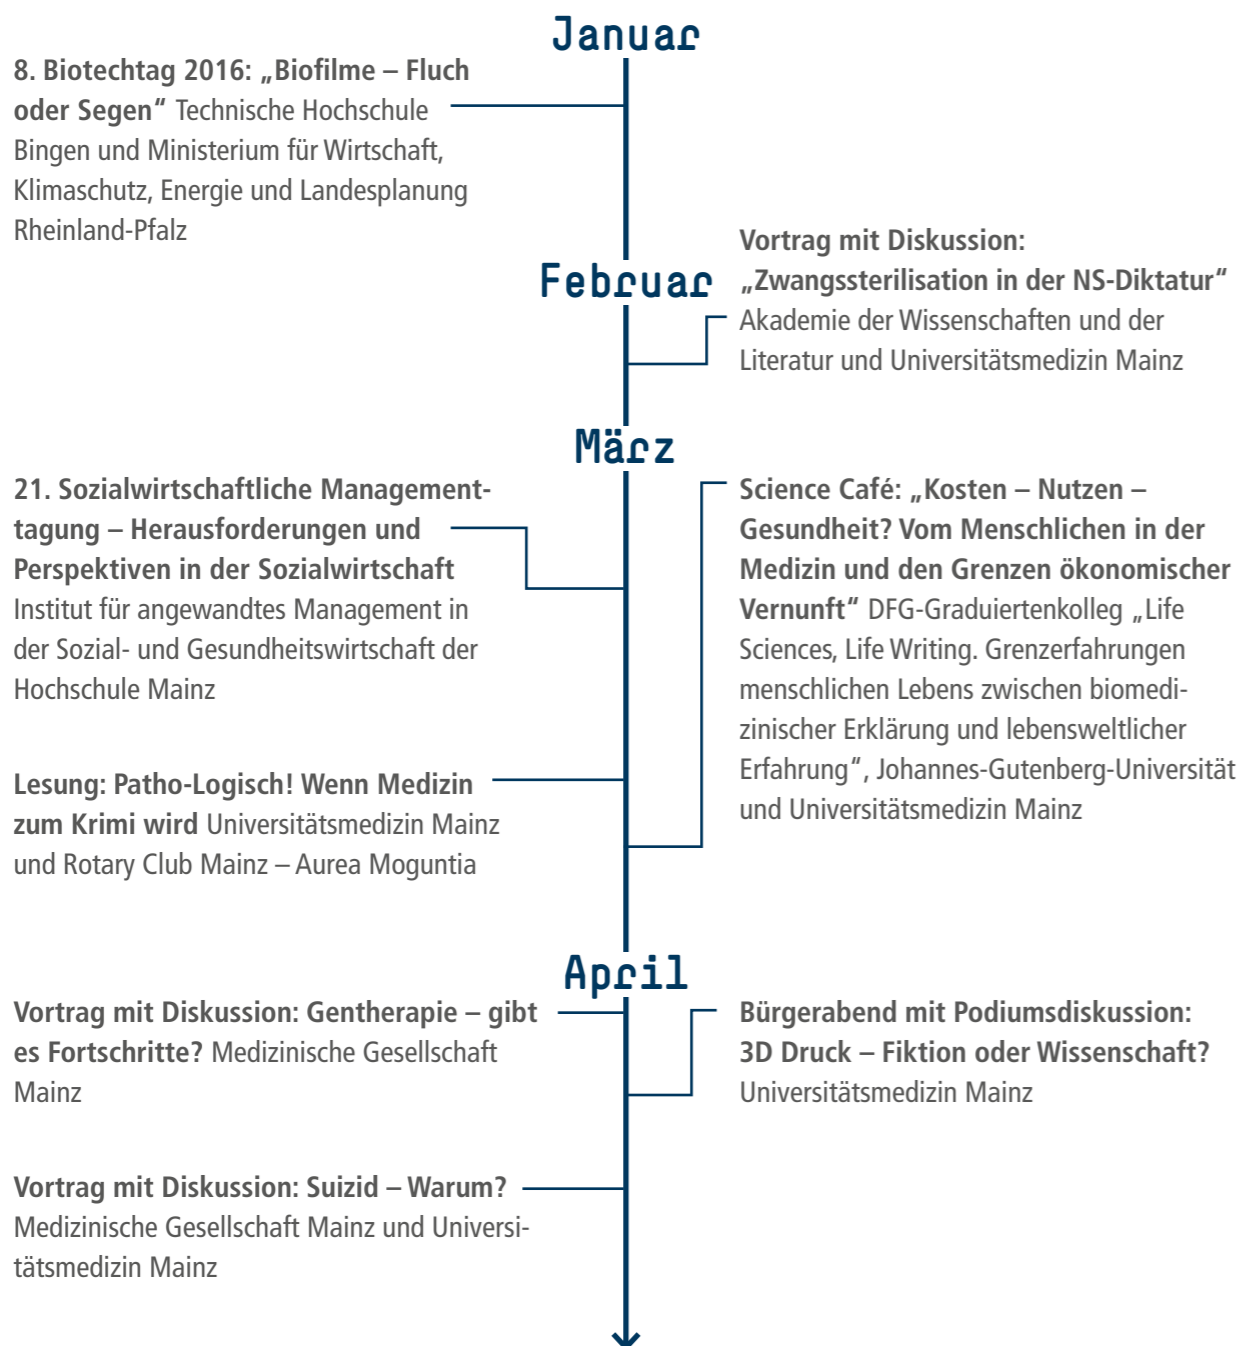 Januar
8. Biotechtag 2016: „Biofilme – Fluch
oder Segen“ Technische Hochschule
Bingen und Ministerium für Wirtschaft,
Klimaschutz, Energie und Landesplanung
Rheinland-Pfalz
Februar
Vortrag mit Diskussion:
„Zwangssterilisation in der NS-Diktatur“
Akademie der Wissenschaften und der
Literatur und Universitätsmedizin Mainz
März
21. Sozialwirtschaftliche Management-
tagung – Herausforderungen und
Perspektiven in der Sozialwirtschaft
Institut für angewandtes Management in
der Sozial- und Gesundheitswirtschaft der
Hochschule Mainz
Lesung: Patho-Logisch! Wenn Medizin
zum Krimi wird Universitätsmedizin Mainz
und Rotary Club Mainz – Aurea Moguntia
Science Café: „Kosten – Nutzen –
Gesundheit? Vom Menschlichen in der
Medizin und den Grenzen ökonomischer
Vernunft“ DFG-Graduiertenkolleg „Life
Sciences, Life Writing. Grenzerfahrungen
menschlichen Lebens zwischen biomedi-
zinischer Erklärung und lebensweltlicher
Erfahrung“, Johannes-Gutenberg-Universität
und Universitätsmedizin Mainz
April
Vortrag mit Diskussion: Gentherapie – gibt
es Fortschritte? Medizinische Gesellschaft
Mainz
Bürgerabend mit Podiumsdiskussion:
3D Druck – Fiktion oder Wissenschaft?
Universitätsmedizin Mainz
Vortrag mit Diskussion: Suizid – Warum?
Medizinische Gesellschaft Mainz und Universi-
tätsmedizin Mainz